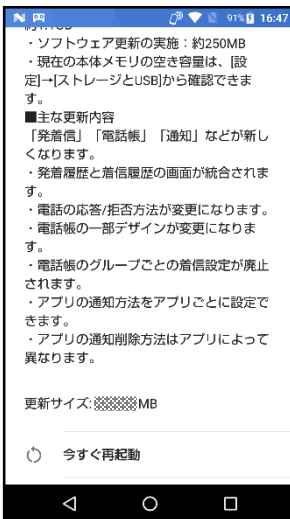 91% 16:47
・ソフトウェア更新の実施：約250MB
・現在の本体メモリの空き容量は、[設
定]→[ストレージとUSB]から確認できま
す。
■主な更新内容
「発着信」「電話帳」「通知」などが新し
くなります。
・発着履歴と着信履歴の画面が統合されま
す。
・電話の応答/拒否方法が変更になります。
・電話帳の一部デザインが変更になりま
す。
・電話帳のグループごとの着信設定が廃止
されます。
・アプリの通知方法をアプリごとに設定で
きます。
・アプリの通知削除方法はアプリによって
異なります。
更新サイズ: MB
今すぐ再起動